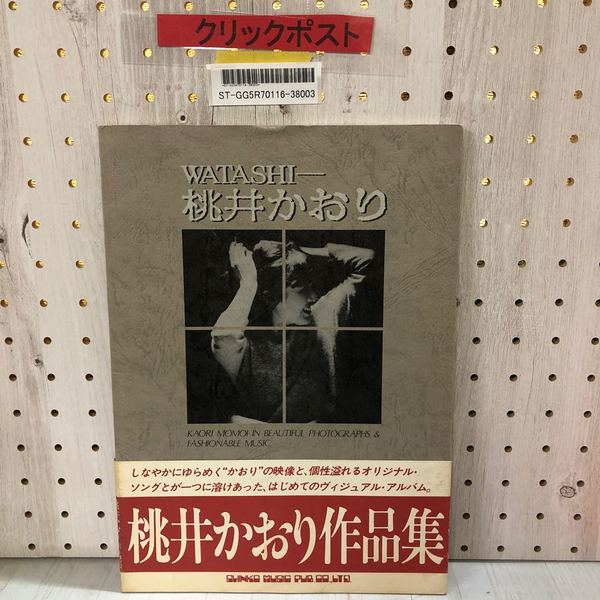 クリックポスト
ST-GG5R70116-38003
WATASHI—
桃井かおり
KAORI MOMOI IN BEAUTIFUL PHOTOGRAPHS &
FASHIONABLE MUSIC
しなやかにゆらめく“かおり”の映像と、個性溢れるオリジナル・
ソングとが一つに溶けあった、はじめてのヴィジュアル・アルバム。
桃井かおり作品集
SHINKO MUSIC PUB. CO., LTD.